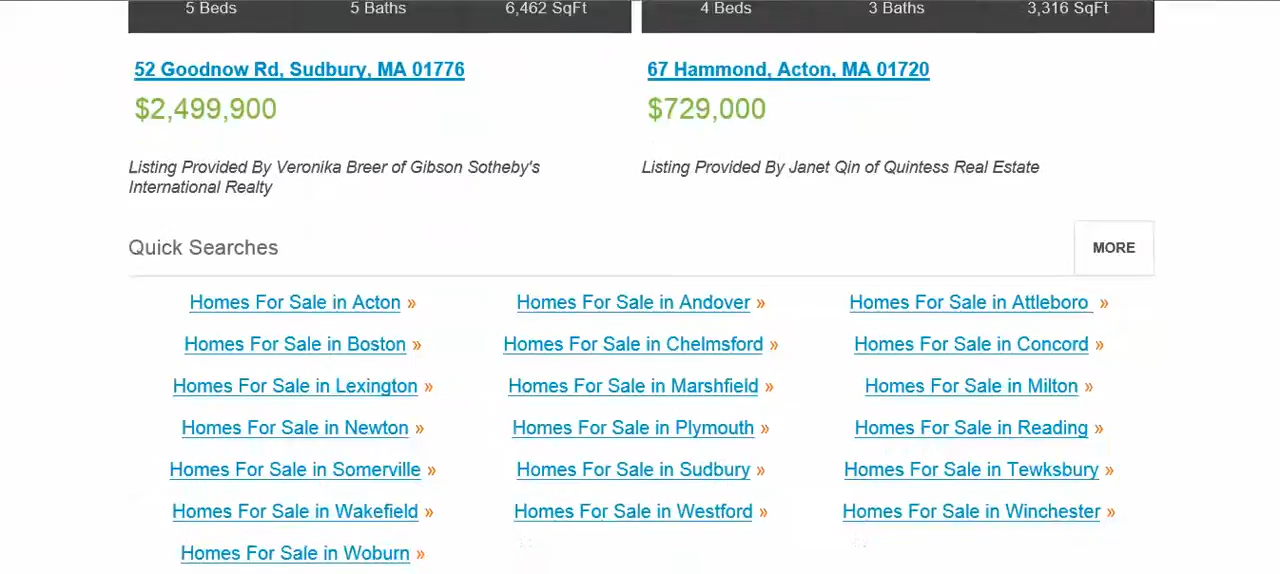 5 Beds 5 Baths 6,462 SqFt 4 Beds 3 Baths 3,316 SqFt
52 Goodnow Rd, Sudbury, MA 01776 67 Hammond, Acton, MA 01720
$2,499,900 $729,000
Listing Provided By Veronika Breer of Gibson Sotheby's Listing Provided By Janet Qin of Quintess Real Estate
International Realty
Quick Searches MORE
Homes For Sale in Acton » Homes For Sale in Andover » Homes For Sale in Attleboro »
Homes For Sale in Boston » Homes For Sale in Chelmsford » Homes For Sale in Concord »
Homes For Sale in Lexington » Homes For Sale in Marshfield » Homes For Sale in Milton »
Homes For Sale in Newton » Homes For Sale in Plymouth » Homes For Sale in Reading »
Homes For Sale in Somerville » Homes For Sale in Sudbury » Homes For Sale in Tewksbury »
Homes For Sale in Wakefield » Homes For Sale in Westford » Homes For Sale in Winchester »
Homes For Sale in Woburn »